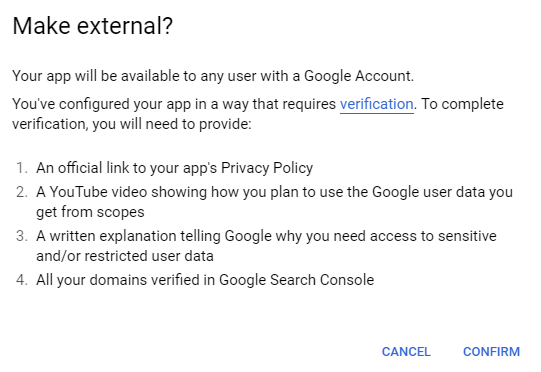 Make external?
Your app will be available to any user with a Google Account.
You've configured your app in a way that requires verification. To complete
verification, you will need to provide:
1. An official link to your app's Privacy Policy
2. A YouTube video showing how you plan to use the Google user data you
get from scopes
3. A written explanation telling Google why you need access to sensitive
and/or restricted user data
4. All your domains verified in Google Search Console
CANCEL CONFIRM